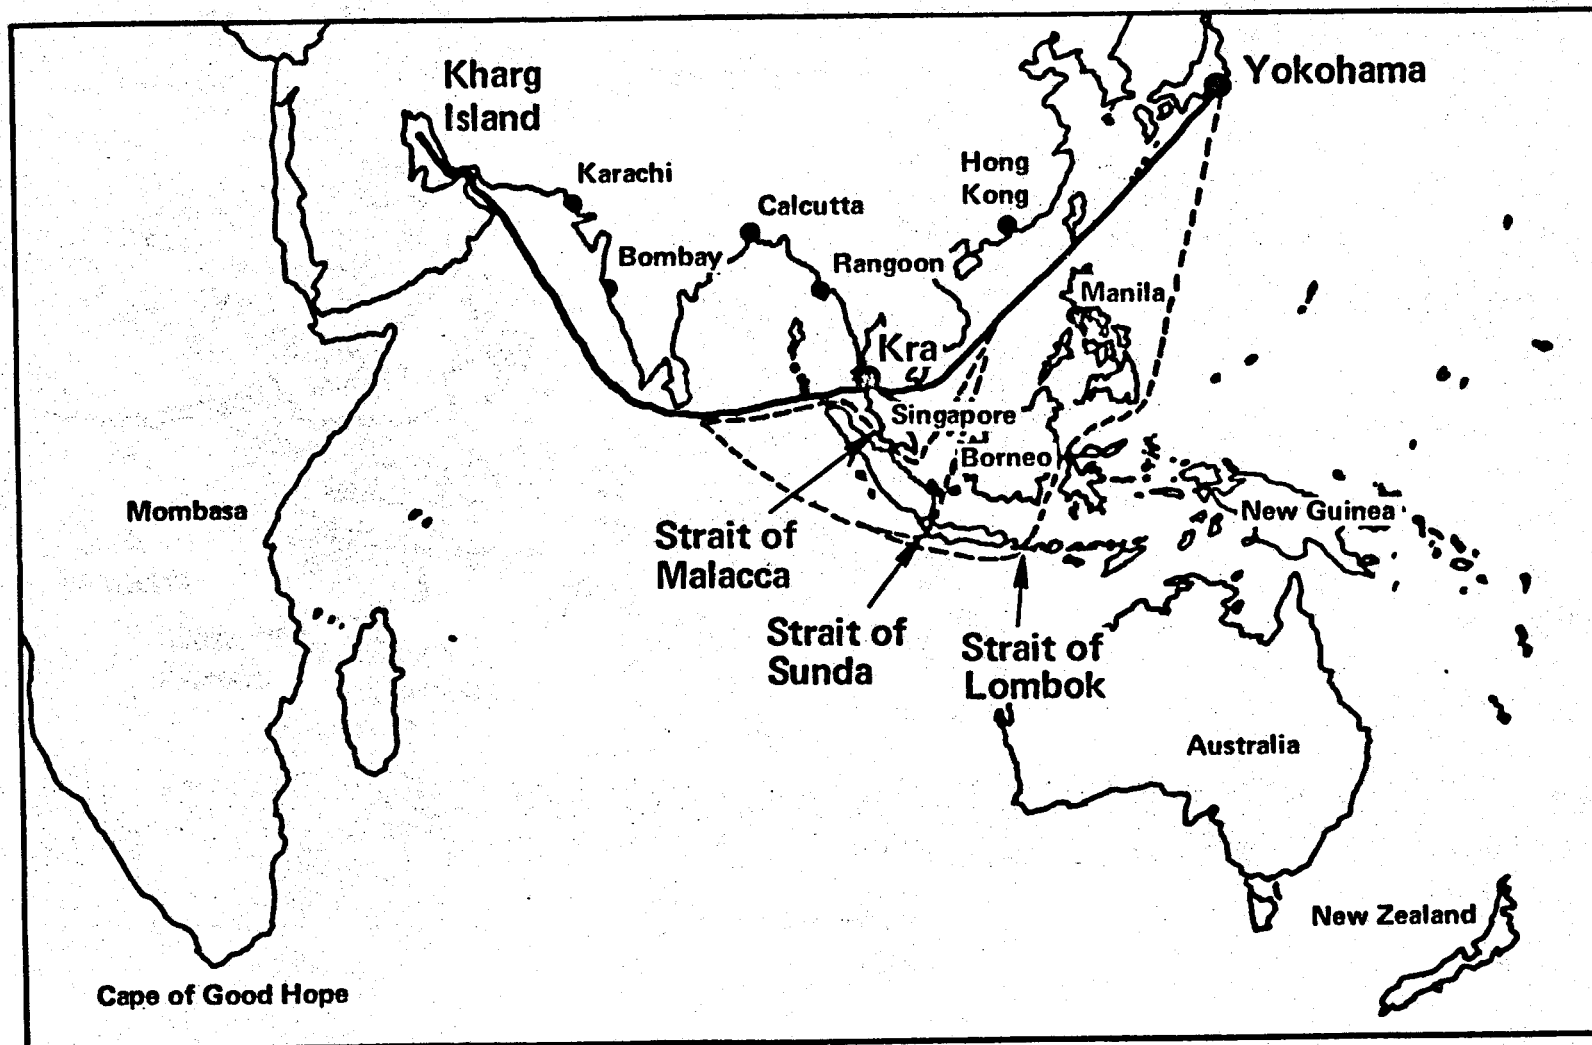 Kharg
Island
Yokohama
Karachi
Hong
Kong
Calcutta
Bombay
Rangoon
Manila
Kra
Singapore
Borneo
Mombasa
New Guinea
Strait of
Malacca
Strait of
Sunda
Strait of
Lombok
Australia
New Zealand
Cape of Good Hope